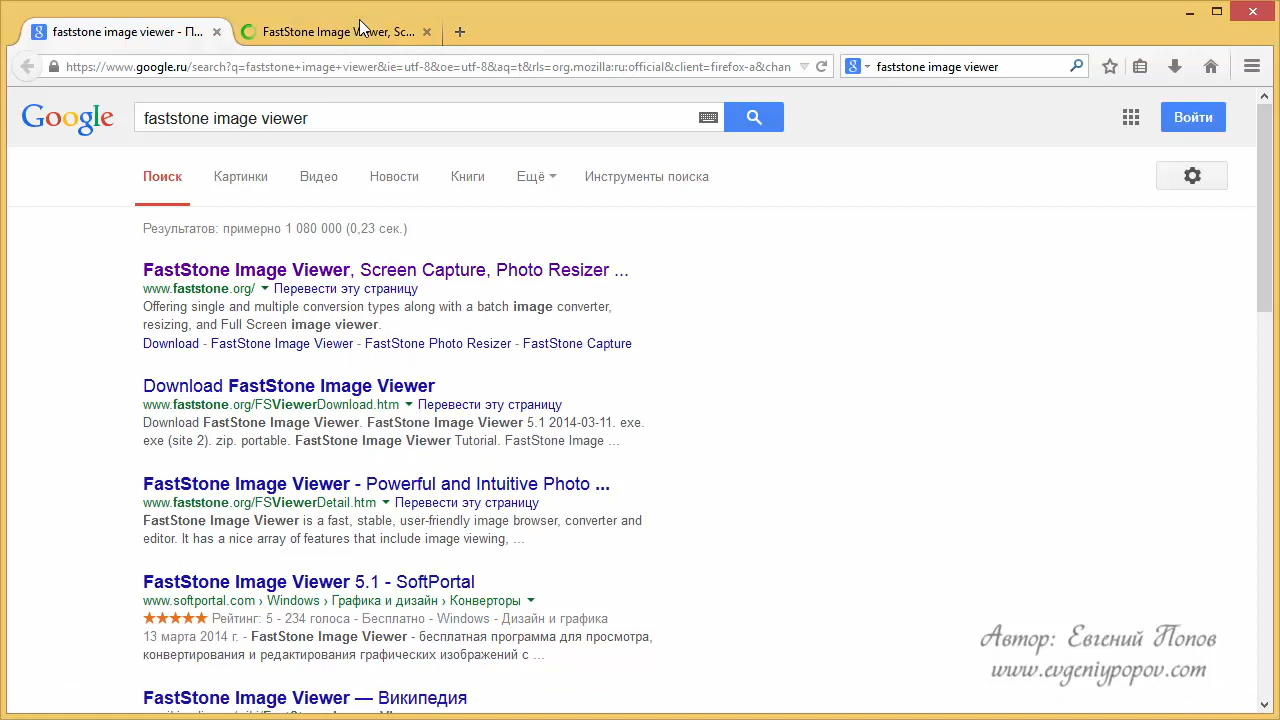 faststone image viewer - П...
FastStone Image Viewer, Sc...
https://www.google.ru/search?q=faststone+image+viewer&ie=utf-8&oe=utf-8&aq=t&rls=org.mozilla:ru:official&client=firefox-a&chan
faststone image viewer
Google
faststone image viewer
Войти
Поиск Картинки Видео Новости Книги Ещё Инструменты поиска
Результатов: примерно 1 080 000 (0,23 сек.)
FastStone Image Viewer, Screen Capture, Photo Resizer ...
www.faststone.org/ Перевести эту страницу
Offering single and multiple conversion types along with a batch image converter,
resizing, and Full Screen image viewer.
Download - FastStone Image Viewer - FastStone Photo Resizer - FastStone Capture
Download FastStone Image Viewer
www.faststone.org/FSViewerDownload.htm Перевести эту страницу
Download FastStone Image Viewer. FastStone Image Viewer 5.1 2014-03-11. exe.
exe (site 2). zip. portable. FastStone Image Viewer Tutorial. FastStone Image ...
FastStone Image Viewer - Powerful and Intuitive Photo ...
www.faststone.org/FSViewerDetail.htm Перевести эту страницу
FastStone Image Viewer is a fast, stable, user-friendly image browser, converter and
editor. It has a nice array of features that include image viewing, ...
FastStone Image Viewer 5.1 - SoftPortal
www.softportal.com › Windows › Графика и дизайн › Конверторы
Рейтинг: 5 - 234 голоса - Бесплатно - Windows - Дизайн и графика
13 марта 2014 г. - FastStone Image Viewer - бесплатная программа для просмотра,
конвертирования и редактирования графических изображений с ...
FastStone Image Viewer — Википедия
Автор: Евгений Попов
www.evgeniypopov.com